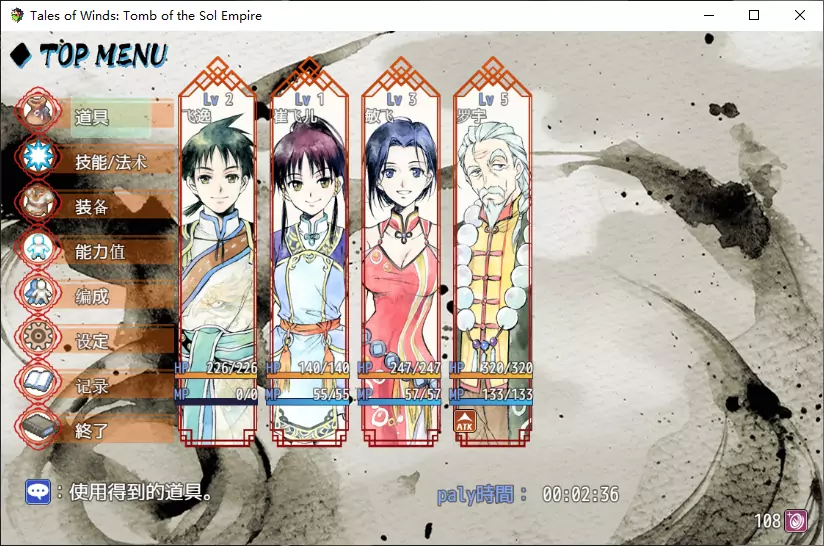 Tales of Winds: Tomb of the Sol Empire
TOP MENU
道具
技能/法术
装备
能力值
编成
设定
记录
終了
Lv 2
飞逸
HP 226/226
MP 0/0
Lv 1
崔飞儿
HP 140/140
MP 55/55
Lv 3
敏飞
HP 247/247
MP 57/57
Lv 5
罗宇
HP 320/320
MP 133/133
ATK
:使用得到的道具。
paly時間: 00:02:36
108